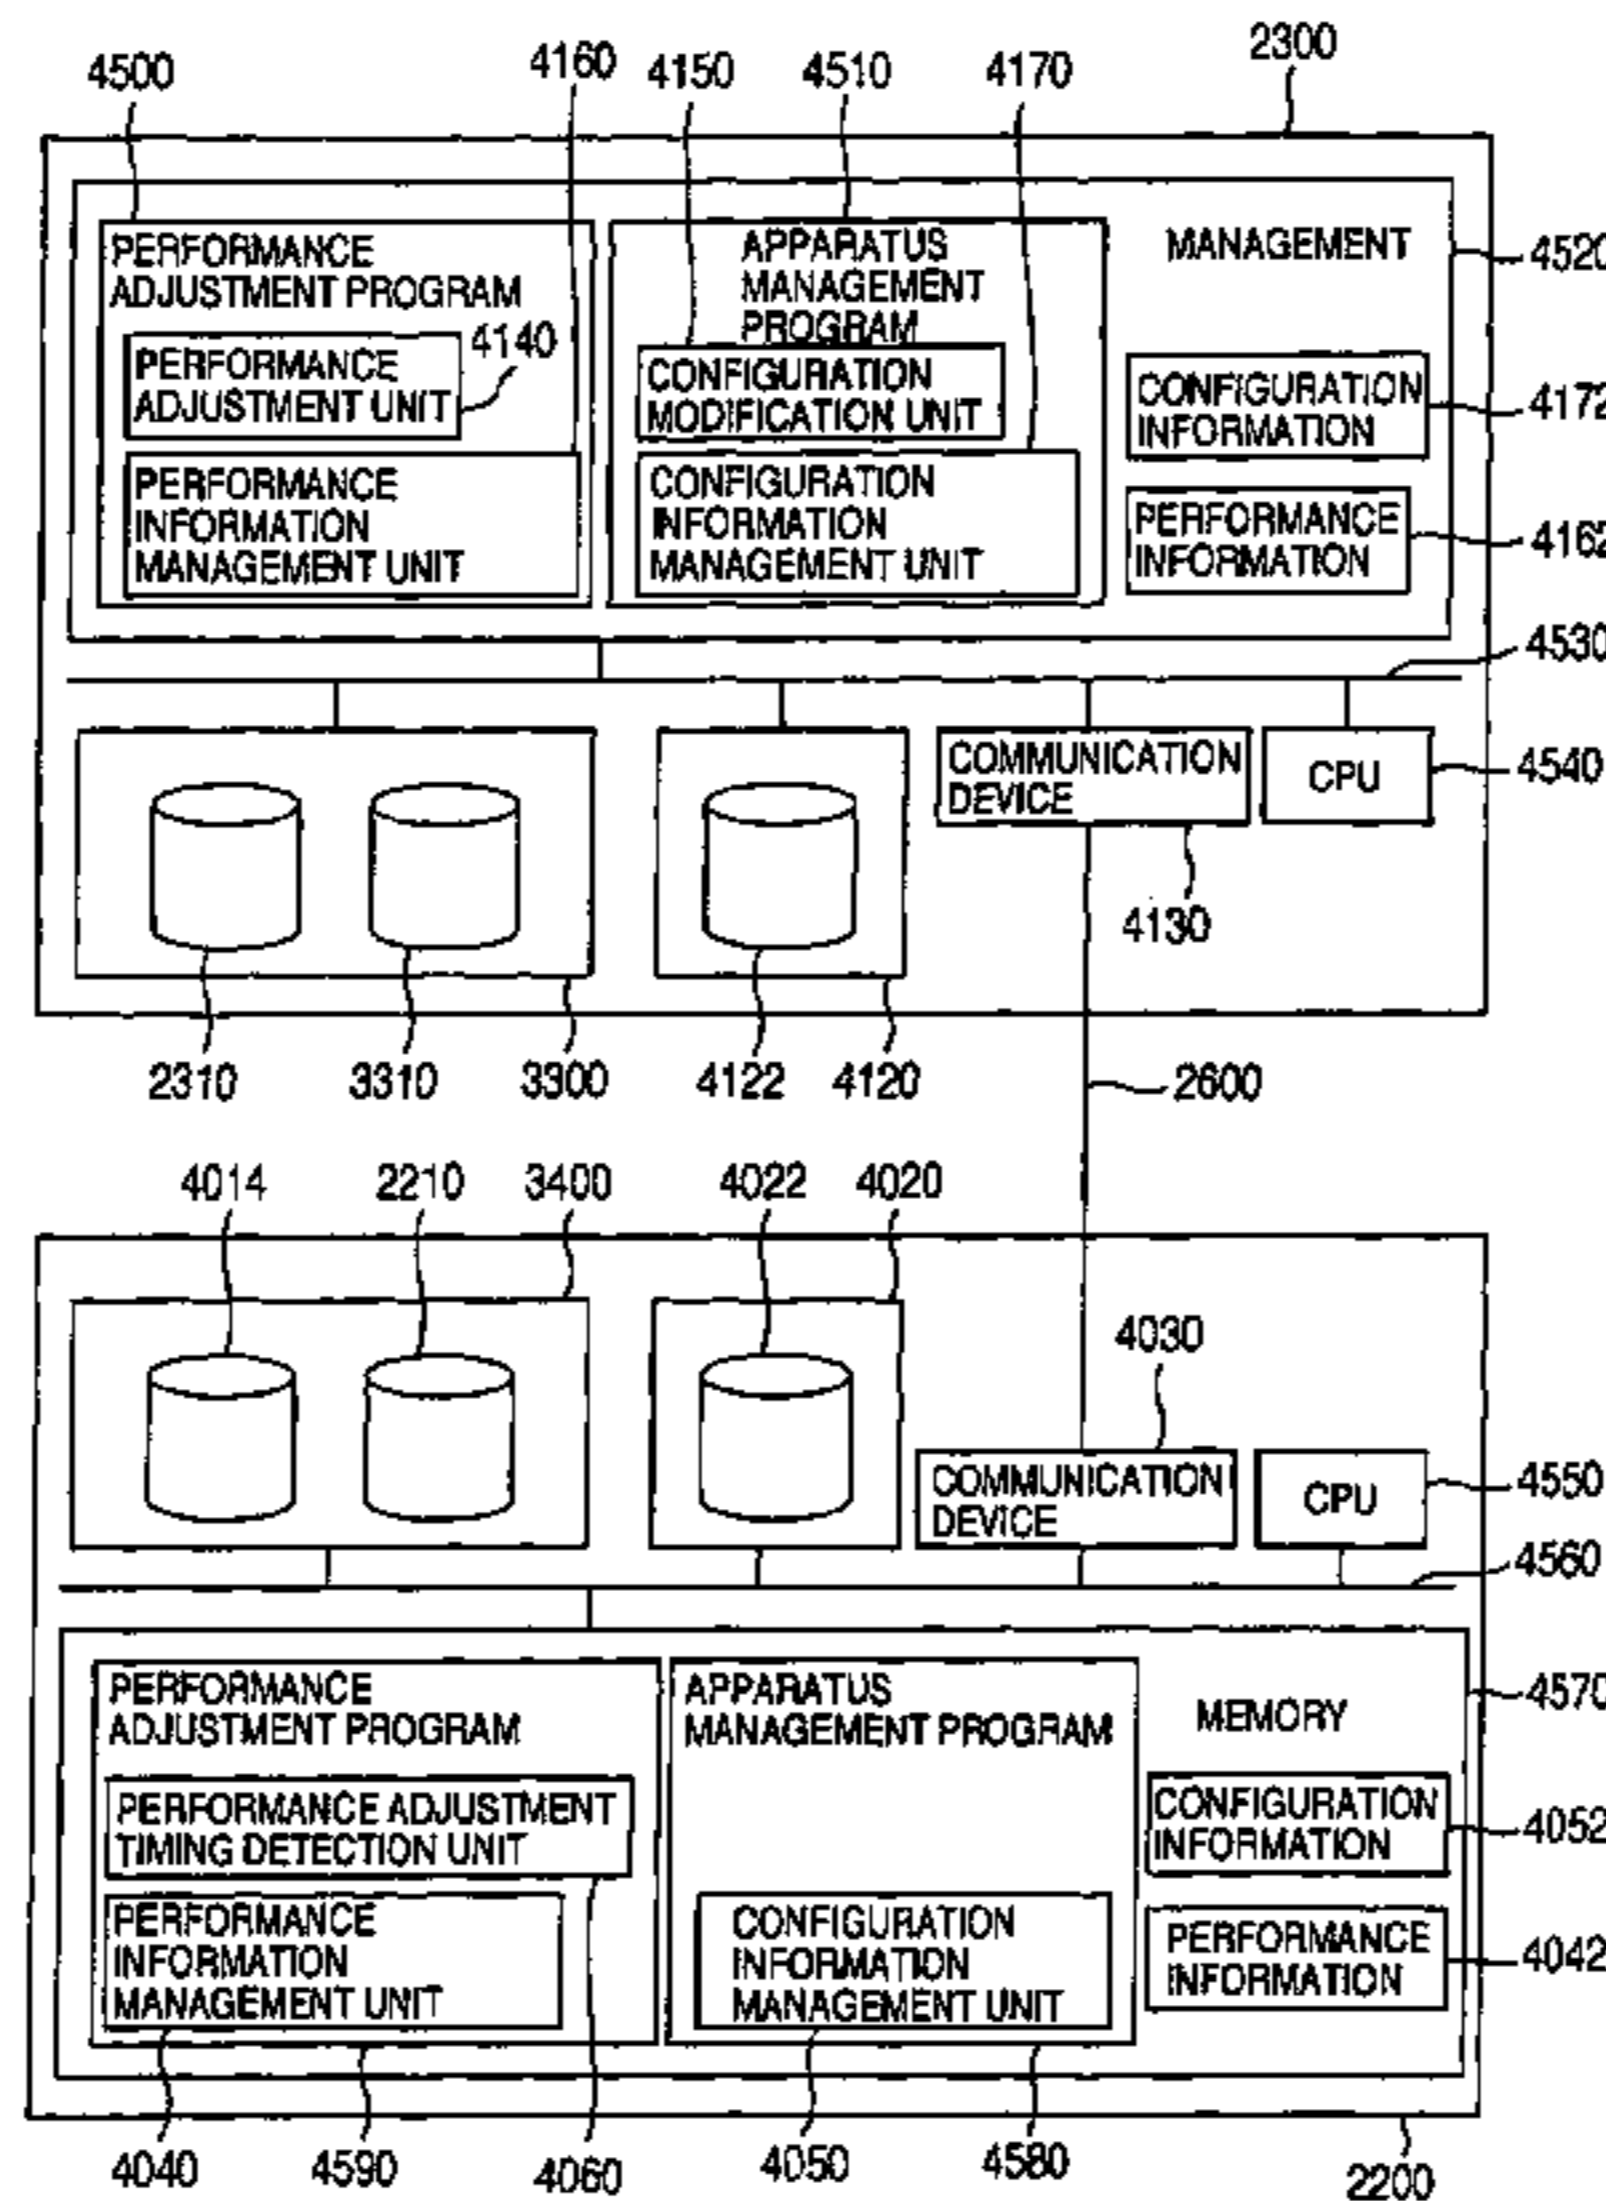 2300
4500
4160
4150
4510
4170
PERFORMANCE
ADJUSTMENT PROGRAM
APPARATUS
MANAGEMENT
PROGRAM
MANAGEMENT
4520
PERFORMANCE
ADJUSTMENT UNIT
4140
CONFIGURATION
MODIFICATION UNIT
CONFIGURATION
INFORMATION
4172
PERFORMANCE
INFORMATION
MANAGEMENT UNIT
CONFIGURATION
INFORMATION
MANAGEMENT UNIT
PERFORMANCE
INFORMATION
4162
4530
COMMUNICATION
DEVICE
CPU
4540
4130
2310
3310
3300
4122
4120
2600
4014
2210
3400
4022
4020
4030
COMMUNICATION
DEVICE
CPU
4550
4560
PERFORMANCE
ADJUSTMENT PROGRAM
APPARATUS
MANAGEMENT PROGRAM
MEMORY
4570
PERFORMANCE ADJUSTMENT
TIMING DETECTION UNIT
CONFIGURATION
INFORMATION
4052
PERFORMANCE
INFORMATION
MANAGEMENT UNIT
CONFIGURATION
INFORMATION
MANAGEMENT UNIT
PERFORMANCE
INFORMATION
4042
4040
4590
4060
4050
4580
2200